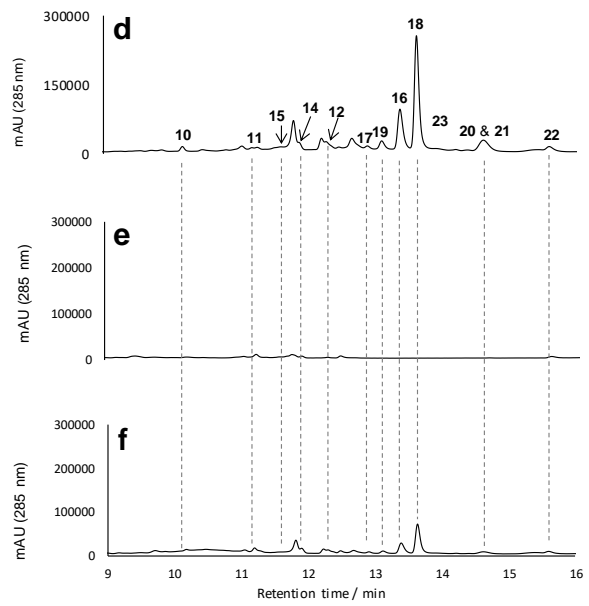 d
18
300000
mAU (285 nm)
150000
0
10
11
15
14
12
17
19
16
23
20 & 21
22
e
300000
mAU (285 nm)
200000
100000
0
f
300000
mAU (285 nm)
200000
100000
0
9 10 11 12 13 14 15 16
Retention time / min